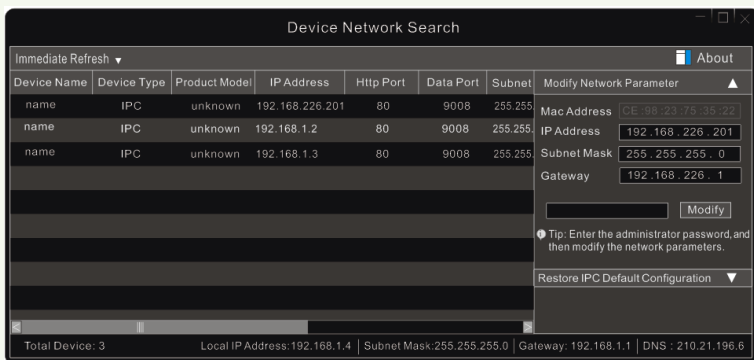 Device Network Search
Immediate Refresh
About
Device Name Device Type Product Model IP Address Http Port Data Port Subnet
name IPC unknown 192.168.226.201 80 9008 255.255.
name IPC unknown 192.168.1.2 80 9008 255.255.
name IPC unknown 192.168.1.3 80 9008 255.255.
Modify Network Parameter
Mac Address CE:98:23:75:35:22
IP Address 192.168.226.201
Subnet Mask 255.255.255.0
Gateway 192.168.226.1
Modify
Tip: Enter the administrator password, and
then modify the network parameters.
Restore IPC Default Configuration
Total Device: 3 Local IP Address:192.168.1.4 Subnet Mask:255.255.255.0 Gateway: 192.168.1.1 DNS : 210.21.196.6